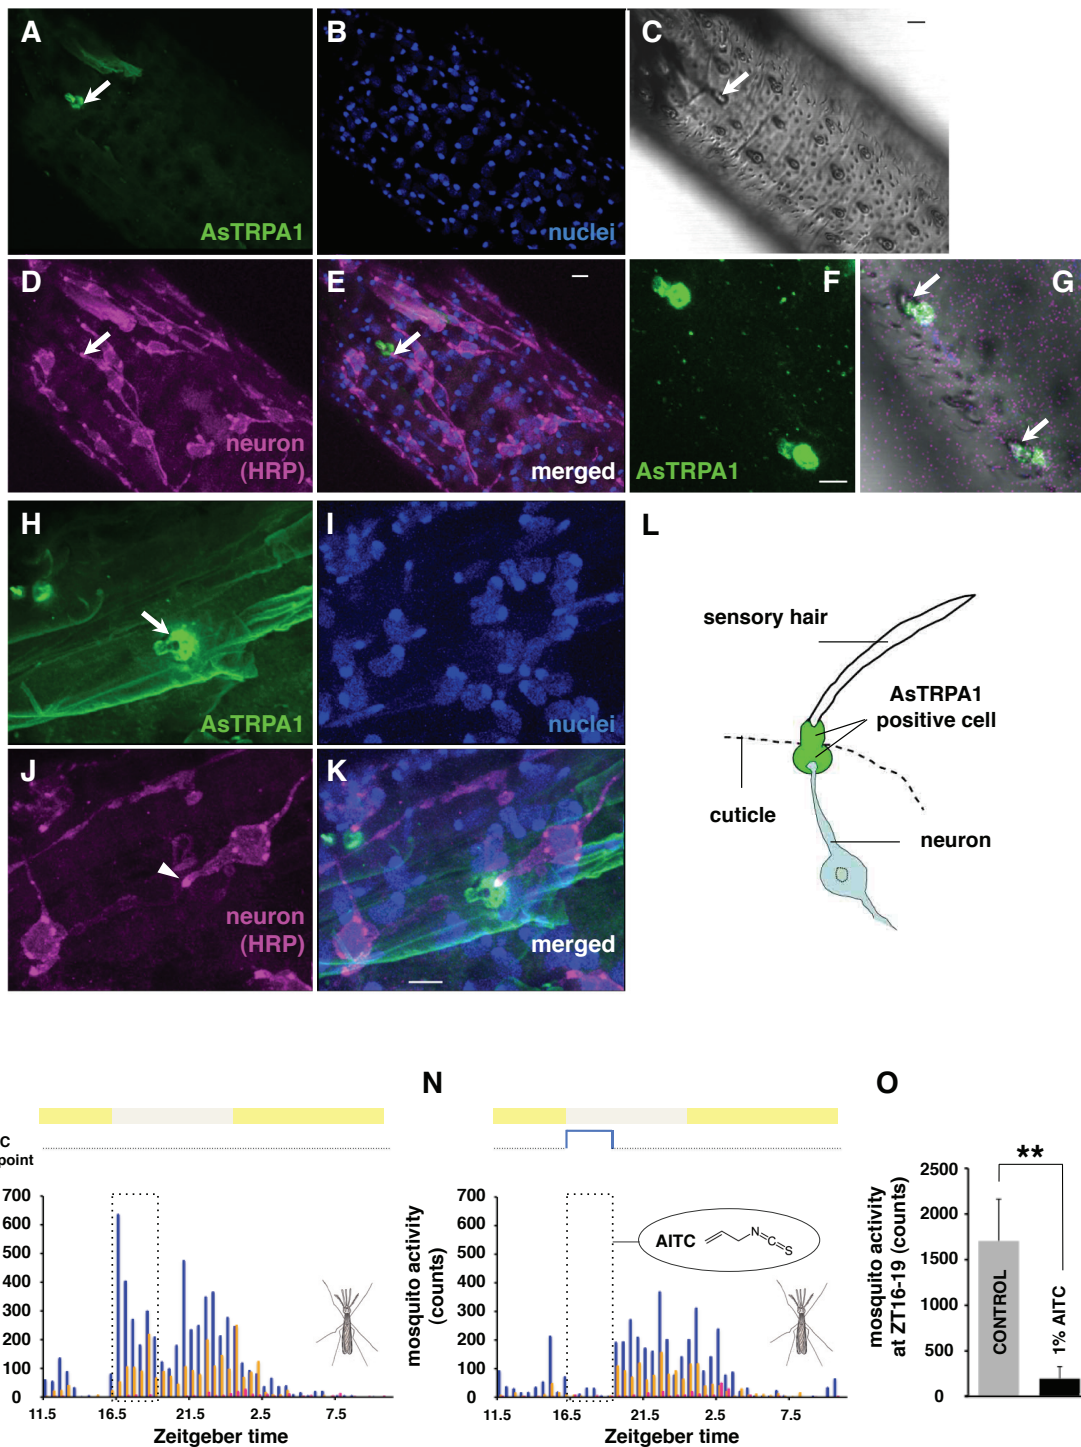 A
AsTRPA1
B
nuclei
C
D
neuron
(HRP)
E
merged
F
AsTRPA1
G
H
AsTRPA1
I
nuclei
J
neuron
(HRP)
K
merged
L
sensory hair
AsTRPA1
positive cell
cuticle
neuron
C
point
700
600
500
400
300
200
100
0
11.5 16.5 21.5 2.5 7.5
Zeitgeber time
N
mosquito activity
(counts)
700
600
500
400
300
200
100
0
AITC
N
C
S
11.5 16.5 21.5 2.5 7.5
Zeitgeber time
O
**
mosquito activity
at ZT16-19 (counts)
2500
2000
1500
1000
500
0
CONTROL
1% AITC